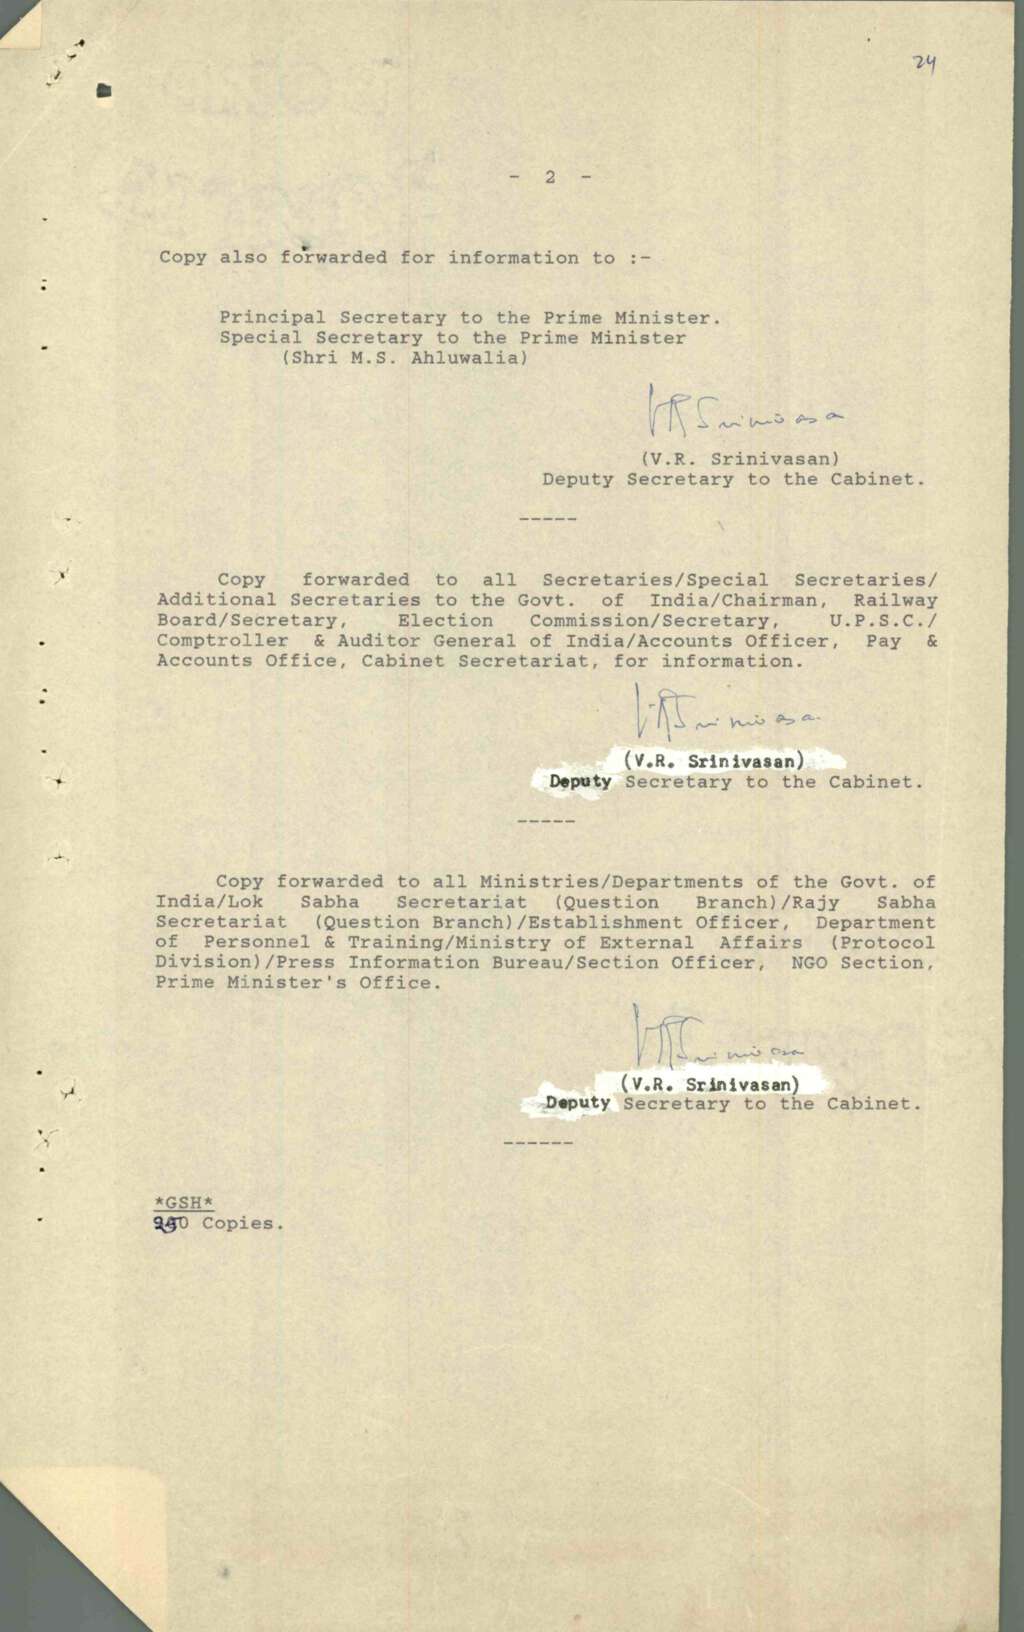 24
- 2 -
Copy also forwarded for information to :-
Principal Secretary to the Prime Minister.
Special Secretary to the Prime Minister
(Shri M.S. Ahluwalia)
VR Srinivasa
(V.R. Srinivasan)
Deputy Secretary to the Cabinet.
-----
Copy forwarded to all Secretaries/Special Secretaries/
Additional Secretaries to the Govt. of India/Chairman, Railway
Board/Secretary, Election Commission/Secretary, U.P.S.C./
Comptroller & Auditor General of India/Accounts Officer, Pay &
Accounts Office, Cabinet Secretariat, for information.
VR Srinivasa
(V.R. Srinivasan)
Deputy Secretary to the Cabinet.
-----
Copy forwarded to all Ministries/Departments of the Govt. of
India/Lok Sabha Secretariat (Question Branch)/Rajy Sabha
Secretariat (Question Branch)/Establishment Officer, Department
of Personnel & Training/Ministry of External Affairs (Protocol
Division)/Press Information Bureau/Section Officer, NGO Section,
Prime Minister's Office.
VR Srinivasa
(V.R. Srinivasan)
Deputy Secretary to the Cabinet.
------
*GSH*
Copies.